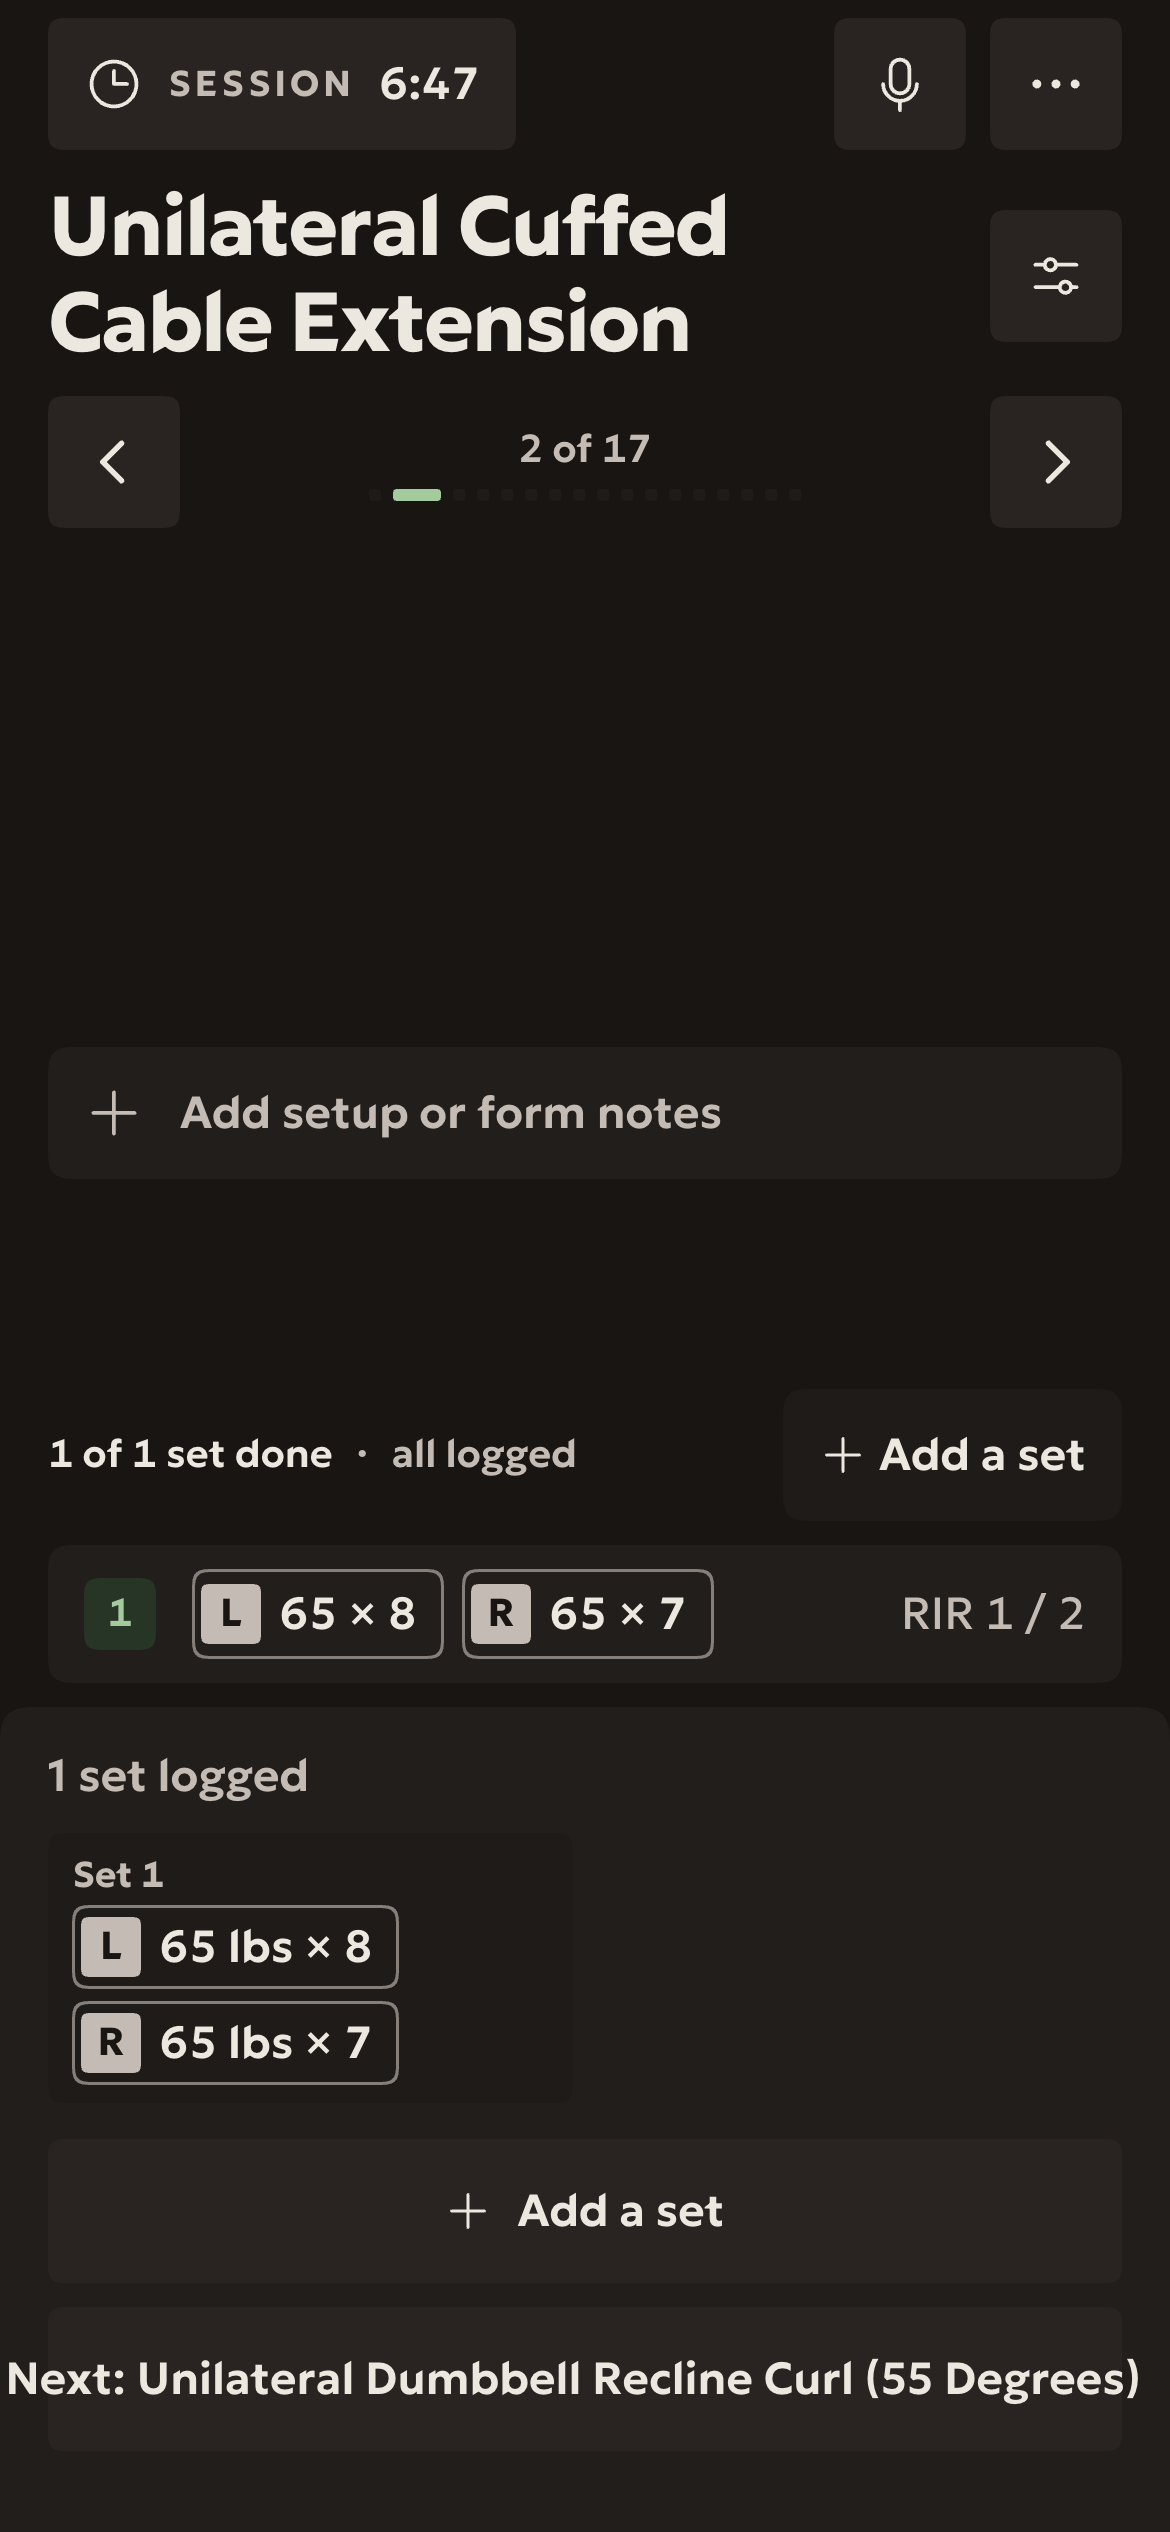 SESSION 6:47
Unilateral Cuffed
Cable Extension
2 of 17
Add setup or form notes
1 of 1 set done · all logged
+ Add a set
1 L 65 × 8 R 65 × 7 RIR 1 / 2
1 set logged
Set 1
L 65 lbs × 8
R 65 lbs × 7
+ Add a set
Next: Unilateral Dumbbell Recline Curl (55 Degrees)